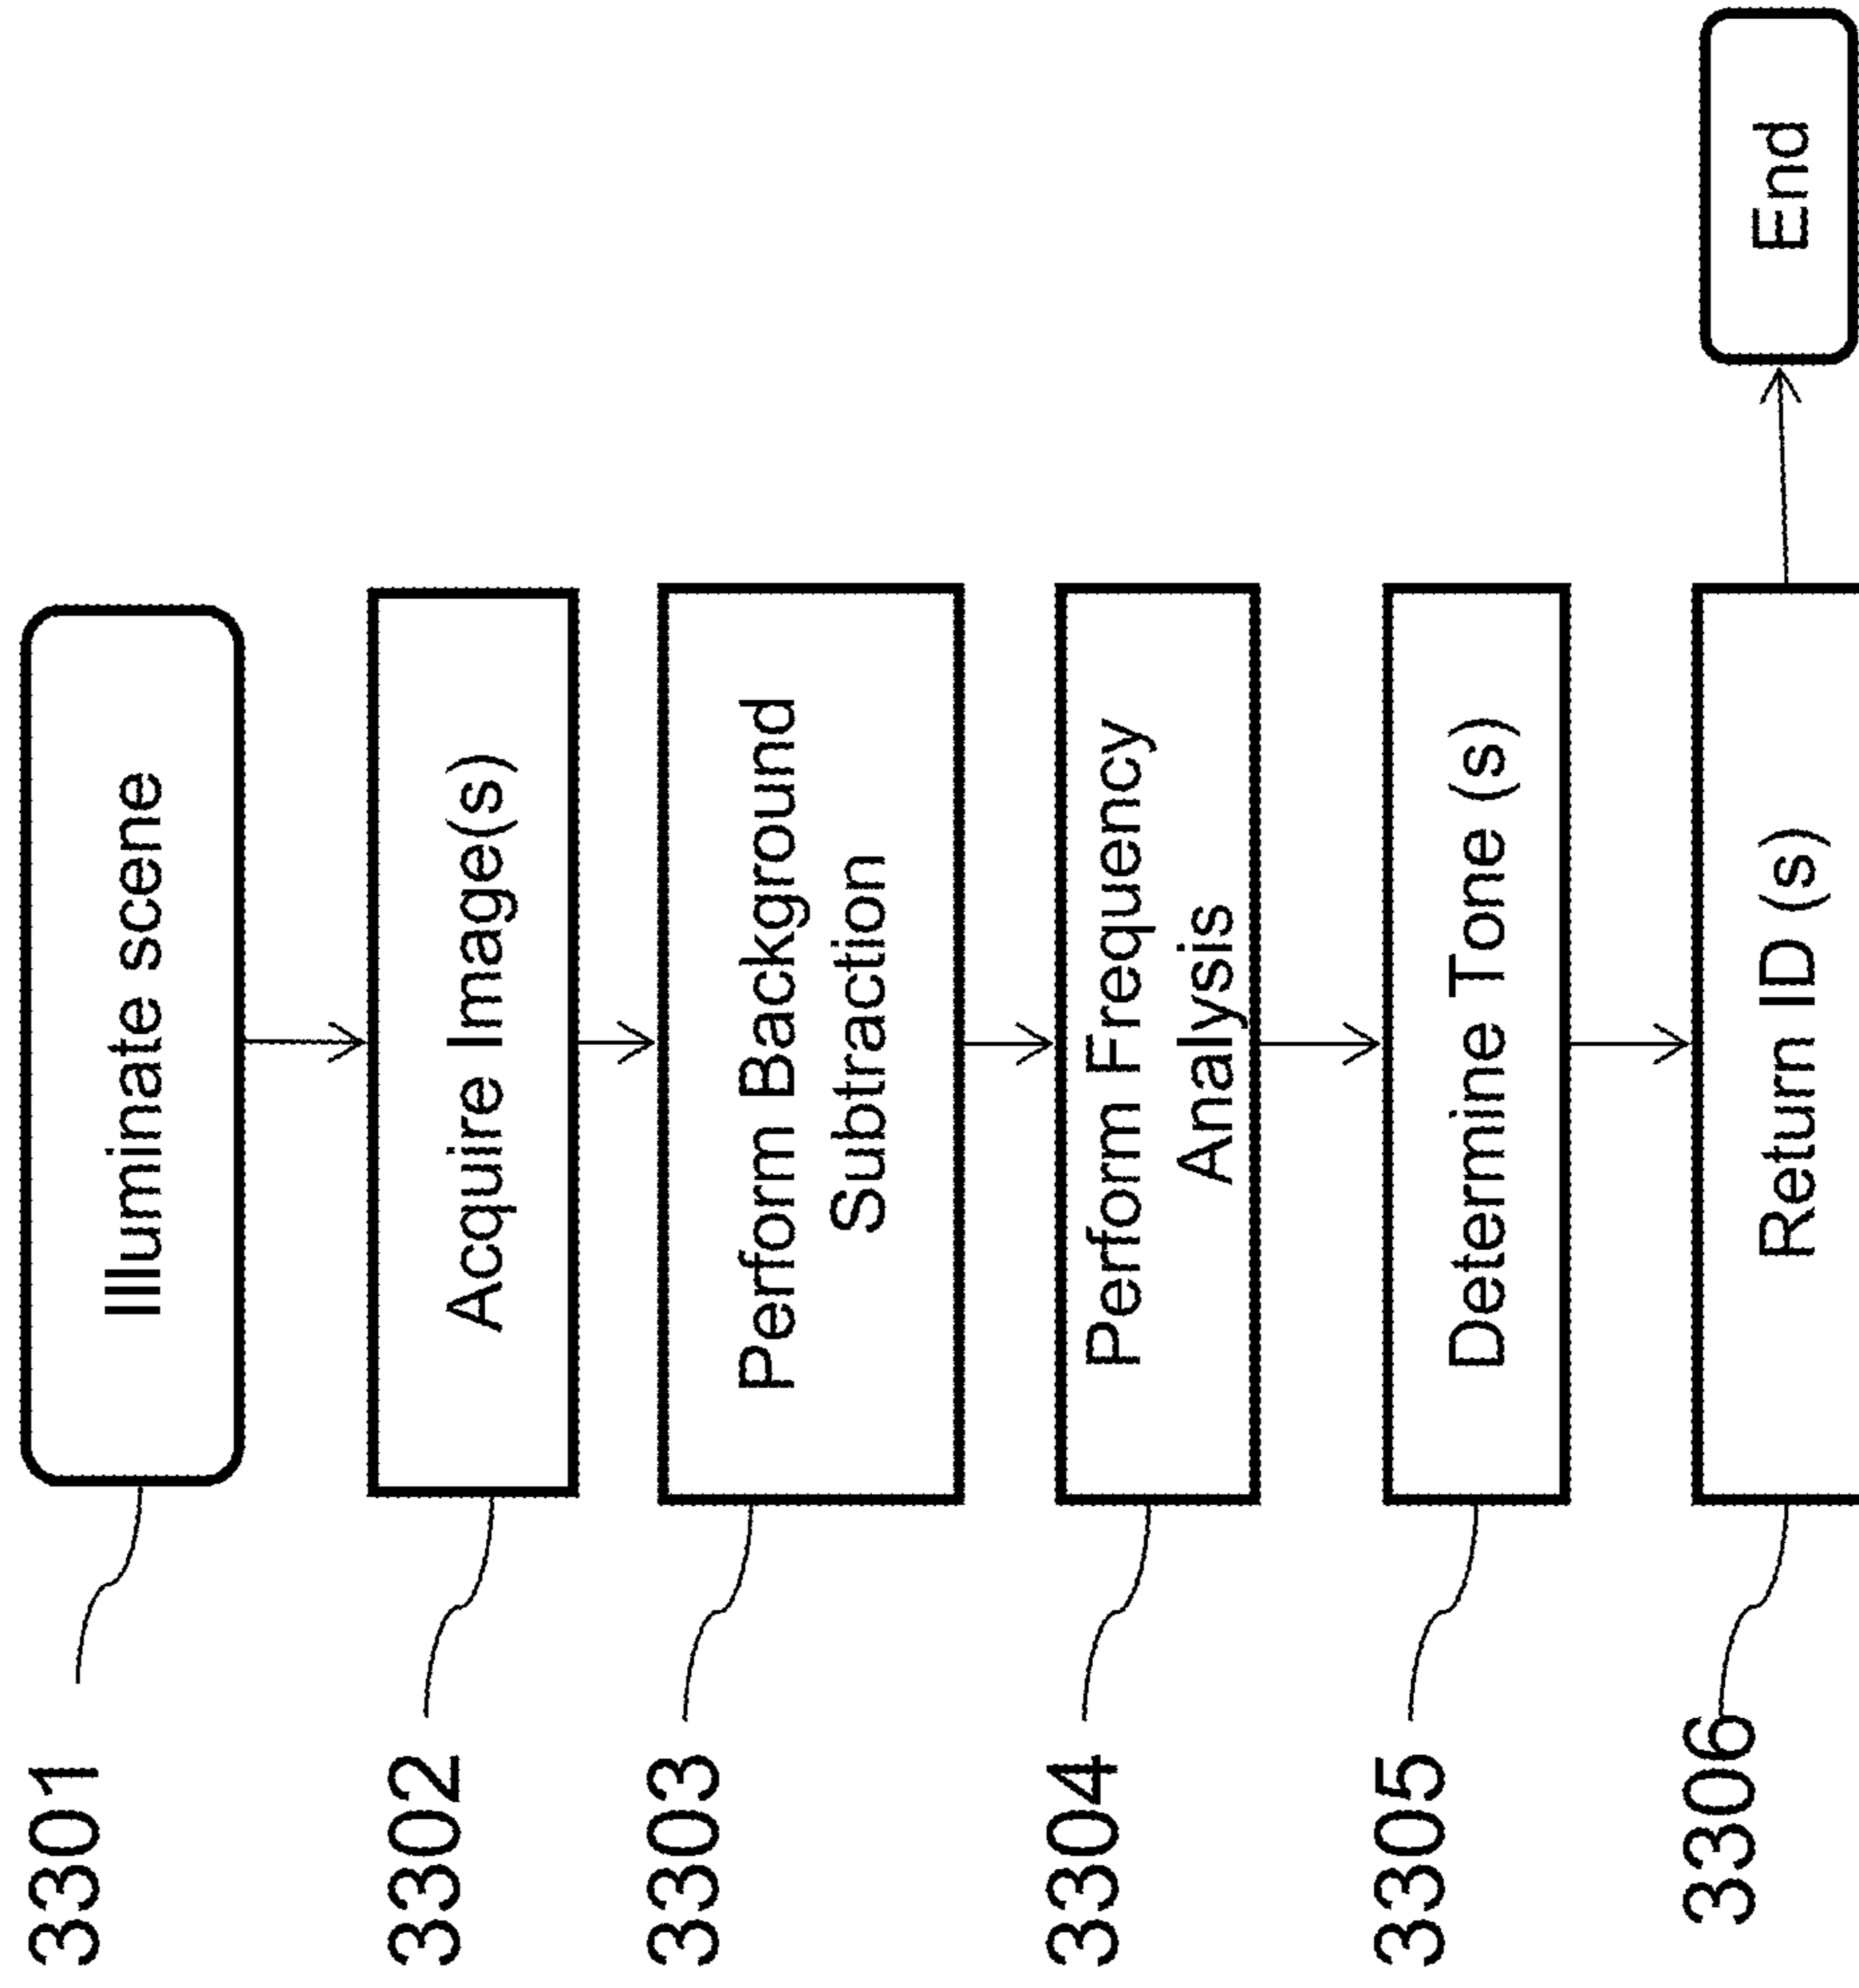 3301
Illuminate scene
3302
Acquire Image(s)
3303
Perform Background
Subtraction
3304
Perform Frequency
Analysis
3305
Determine Tone (s)
3306
Return ID (s)
End